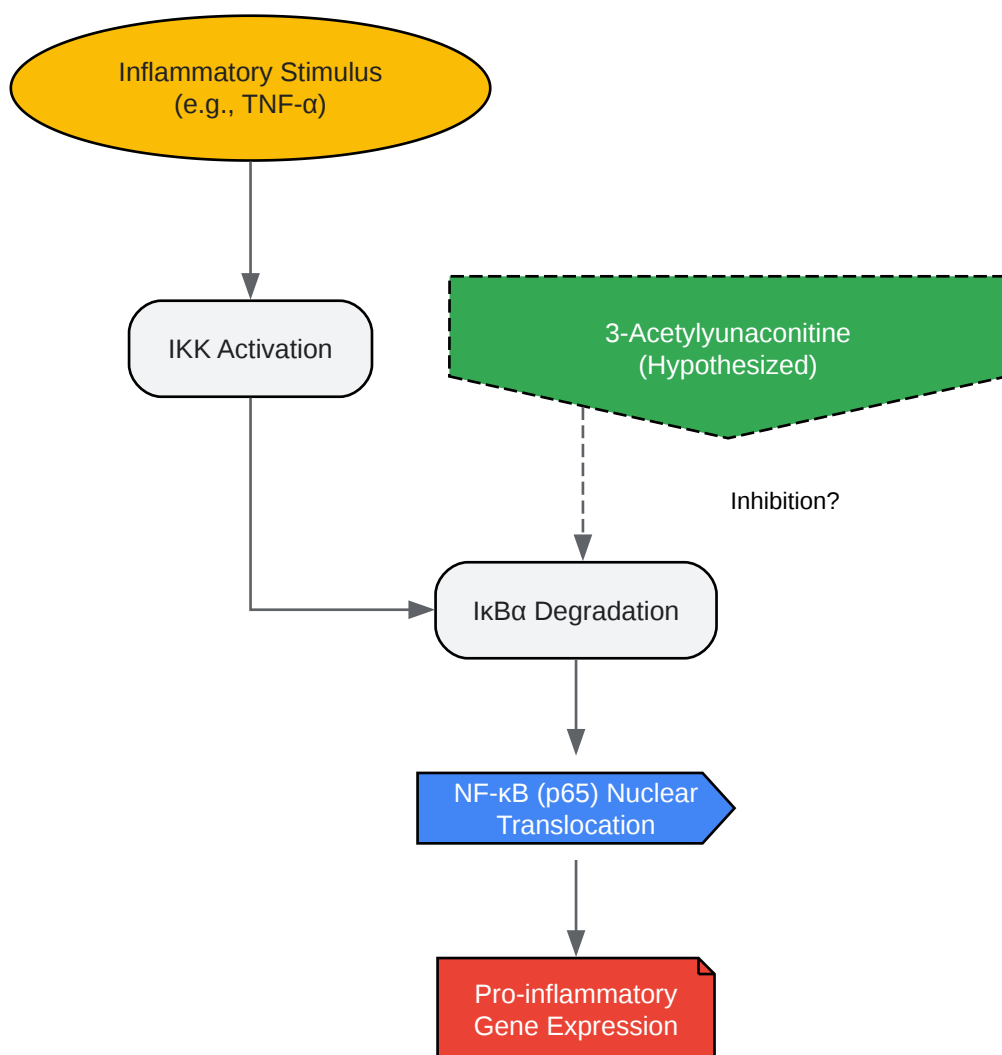 Inflammatory Stimulus
(e.g., TNF-α)
IKK Activation
3-Acetylyunaconitine
(Hypothesized)
Inhibition?
IκBα Degradation
NF-κB (p65) Nuclear
Translocation
Pro-inflammatory
Gene Expression